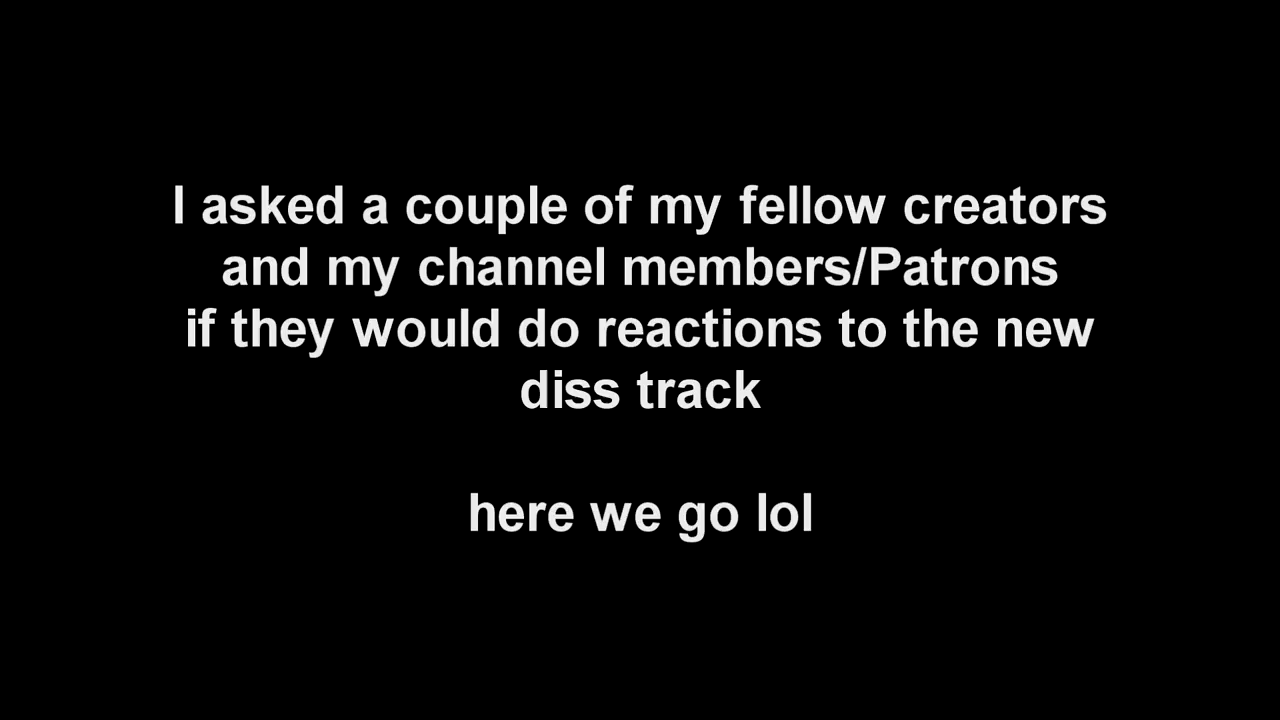 I asked a couple of my fellow creators
and my channel members/Patrons
if they would do reactions to the new
diss track
here we go lol